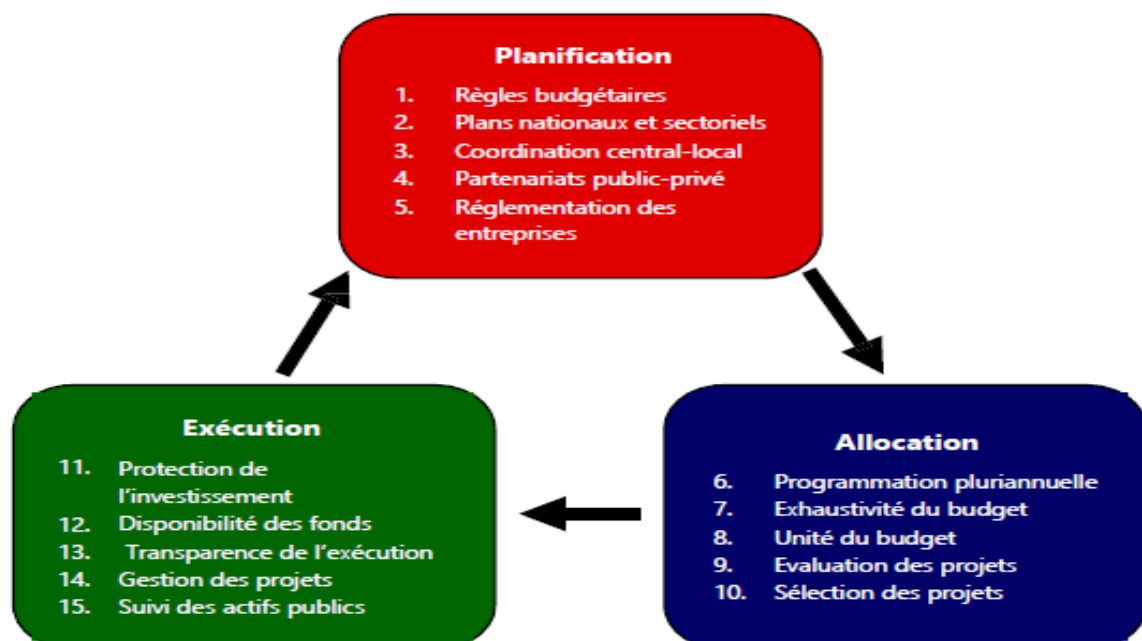 Planification
1. Règles budgétaires
2. Plans nationaux et sectoriels
3. Coordination central-local
4. Partenariats public-privé
5. Réglementation des
entreprises
Allocation
6. Programmation pluriannuelle
7. Exhaustivité du budget
8. Unité du budget
9. Evaluation des projets
10. Sélection des projets
Exécution
11. Protection de
l'investissement
12. Disponibilité des fonds
13. Transparence de l'exécution
14. Gestion des projets
15. Suivi des actifs publics